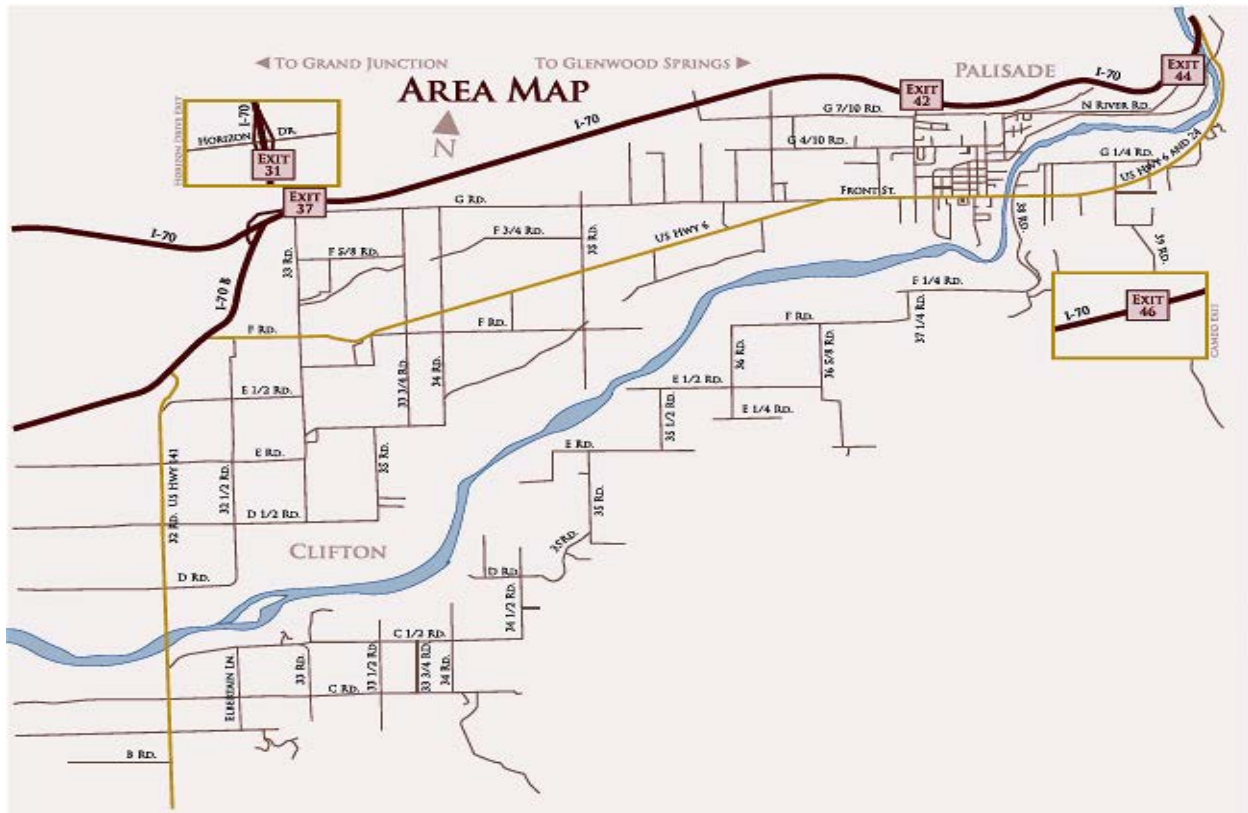 ◄ To Grand Junction
To Glenwood Springs ►
Area Map
N
Palisade
Clifton
Horizon Drive Exit
I-70
Horizon Dr.
Exit
31
Exit
37
I-70
I-70
I-70 B
Exit
42
I-70
Exit
44
N River Rd.
G 7/10 Rd.
G 4/10 Rd.
G 1/4 Rd.
US Hwy 6 and 24
Front St.
G Rd.
US Hwy 6
38 Rd.
39 Rd.
33 Rd.
F 5/8 Rd.
F 3/4 Rd.
35 Rd.
F 1/4 Rd.
37 1/4 Rd.
I-70
Exit
46
Cameo Exit
F Rd.
F Rd.
F Rd.
36 Rd.
36 5/8 Rd.
33 3/4 Rd.
34 Rd.
E 1/2 Rd.
E 1/2 Rd.
E 1/4 Rd.
35 1/2 Rd.
E Rd.
E Rd.
35 Rd.
35 Rd.
32 Rd. US Hwy 141
32 1/2 Rd.
D 1/2 Rd.
35 Rd.
D Rd.
D Rd.
34 1/2 Rd.
C 1/2 Rd.
Elbertain Ln.
33 Rd.
33 1/2 Rd.
33 3/4 Rd.
34 Rd.
C Rd.
B Rd.